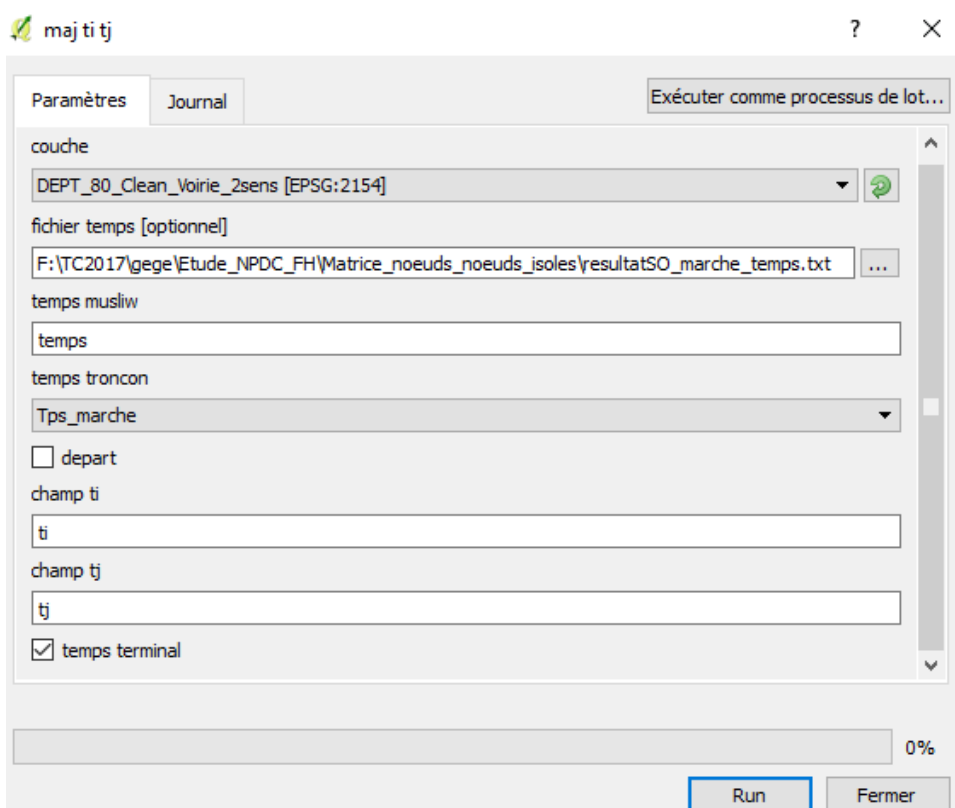 maj ti tj
?
Paramètres
Journal
Exécuter comme processus de lot...
couche
DEPT_80_Clean_Voirie_2sens [EPSG:2154]
fichier temps [optionnel]
F:\TC2017\gege\Etude_NPDC_FH\Matrice_noeuds_noeuds_isoles\resultatSO_marche_temps.txt
...
temps musliw
temps
temps troncon
Tps_marche
depart
champ ti
ti
champ tj
tj
temps terminal
0%
Run
Fermer